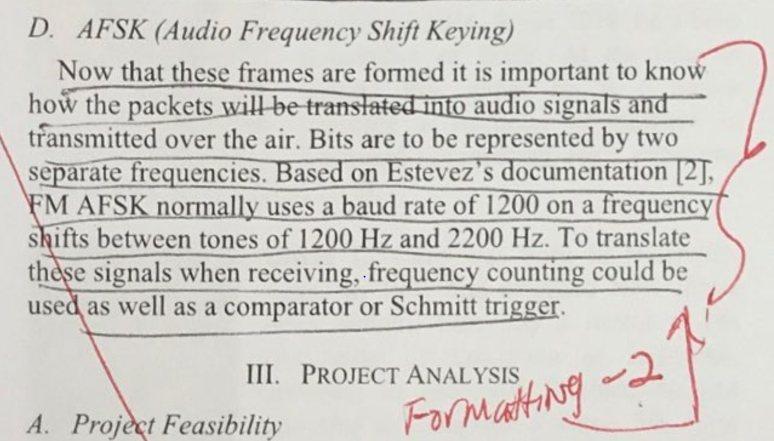 D. AFSK (Audio Frequency Shift Keying)
Now that these frames are formed it is important to know
how the packets will be translated into audio signals and
transmitted over the air. Bits are to be represented by two
separate frequencies. Based on Estevez's documentation [2],
FM AFSK normally uses a baud rate of 1200 on a frequency
shifts between tones of 1200 Hz and 2200 Hz. To translate
these signals when receiving, frequency counting could be
used as well as a comparator or Schmitt trigger.
III. PROJECT ANALYSIS
Formatting -2
A. Project Feasibility